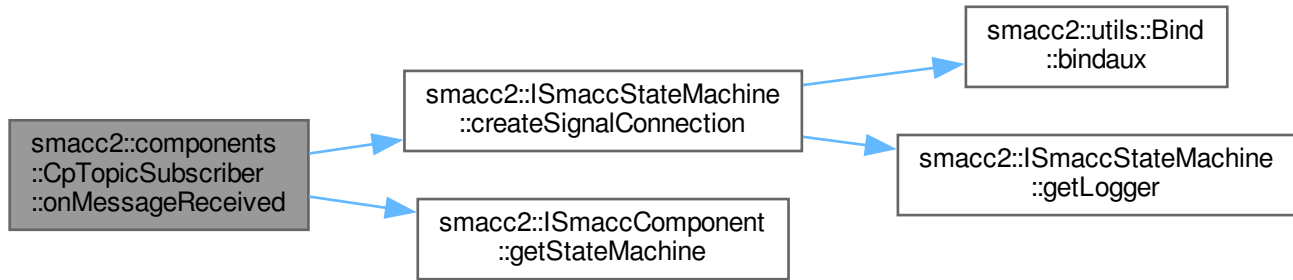 smacc2::components
::CpTopicSubscriber
::onMessageReceived
smacc2::ISmaccStateMachine
::createSignalConnection
smacc2::utils::Bind
::bindaux
smacc2::ISmaccStateMachine
::getLogger
smacc2::ISmaccComponent
::getStateMachine